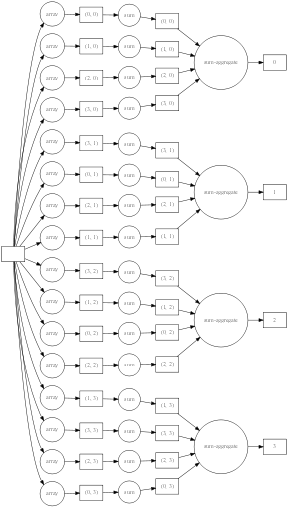 array (0, 0) sum (0, 0)
array (1, 0) sum (1, 0)
array (2, 0) sum (2, 0)
array (3, 0) sum (3, 0)
sum-aggregate 0
array (3, 1) sum (3, 1)
array (0, 1) sum (0, 1)
array (2, 1) sum (2, 1)
array (1, 1) sum (1, 1)
sum-aggregate 1
array (3, 2) sum (3, 2)
array (1, 2) sum (1, 2)
array (0, 2) sum (0, 2)
array (2, 2) sum (2, 2)
sum-aggregate 2
array (1, 3) sum (1, 3)
array (3, 3) sum (3, 3)
array (2, 3) sum (2, 3)
array (0, 3) sum (0, 3)
sum-aggregate 3